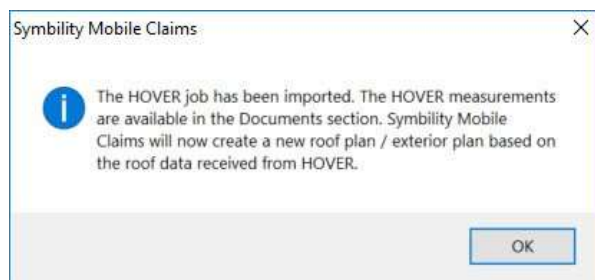 Symbility Mobile Claims
The HOVER job has been imported. The HOVER measurements
are available in the Documents section. Symbility Mobile
Claims will now create a new roof plan / exterior plan based on
the roof data received from HOVER.
OK